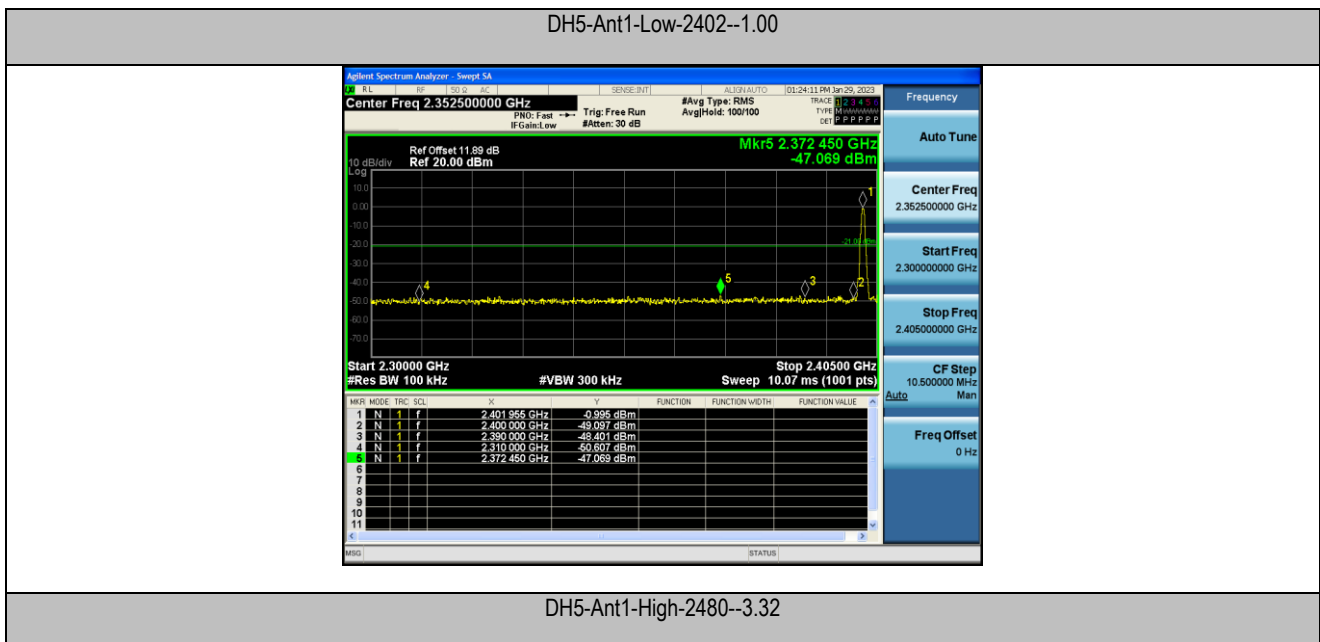 DH5-Ant1-Low-2402--1.00
Agilent Spectrum Analyzer - Swept SA
RL RF 50 Ω AC SENSE:INT ALIGN AUTO 01:24:11 PM Jan 29, 2023
Center Freq 2.352500000 GHz #Avg Type: RMS TRACE 1 2 3 4 5 6
PNO: Fast Trig: Free Run Avg|Hold: 100/100 TYPE M
IFGain:Low #Atten: 30 dB DET P P P P P P
Frequency
Auto Tune
Mkr5 2.372 450 GHz
-47.069 dBm
Ref Offset 11.89 dB
10 dB/div Ref 20.00 dBm
Log
10.0
0.00
-10.0
-20.0
-30.0
-40.0
-50.0
-60.0
-70.0
1
4
5
3
2
Start 2.30000 GHz Stop 2.40500 GHz
#Res BW 100 kHz #VBW 300 kHz Sweep 10.07 ms (1001 pts)
Center Freq
2.352500000 GHz
Start Freq
2.300000000 GHz
Stop Freq
2.405000000 GHz
CF Step
10.500000 MHz
Auto Man
Freq Offset
0 Hz
MKR MODE TRC SCL X Y FUNCTION FUNCTION WIDTH FUNCTION VALUE
1 N 1 f 2.401 955 GHz -0.995 dBm
2 N 1 f 2.400 000 GHz -49.097 dBm
3 N 1 f 2.390 000 GHz -48.401 dBm
4 N 1 f 2.310 000 GHz -50.607 dBm
5 N 1 f 2.372 450 GHz -47.069 dBm
6
7
8
9
10
11
MSG STATUS
DH5-Ant1-High-2480--3.32